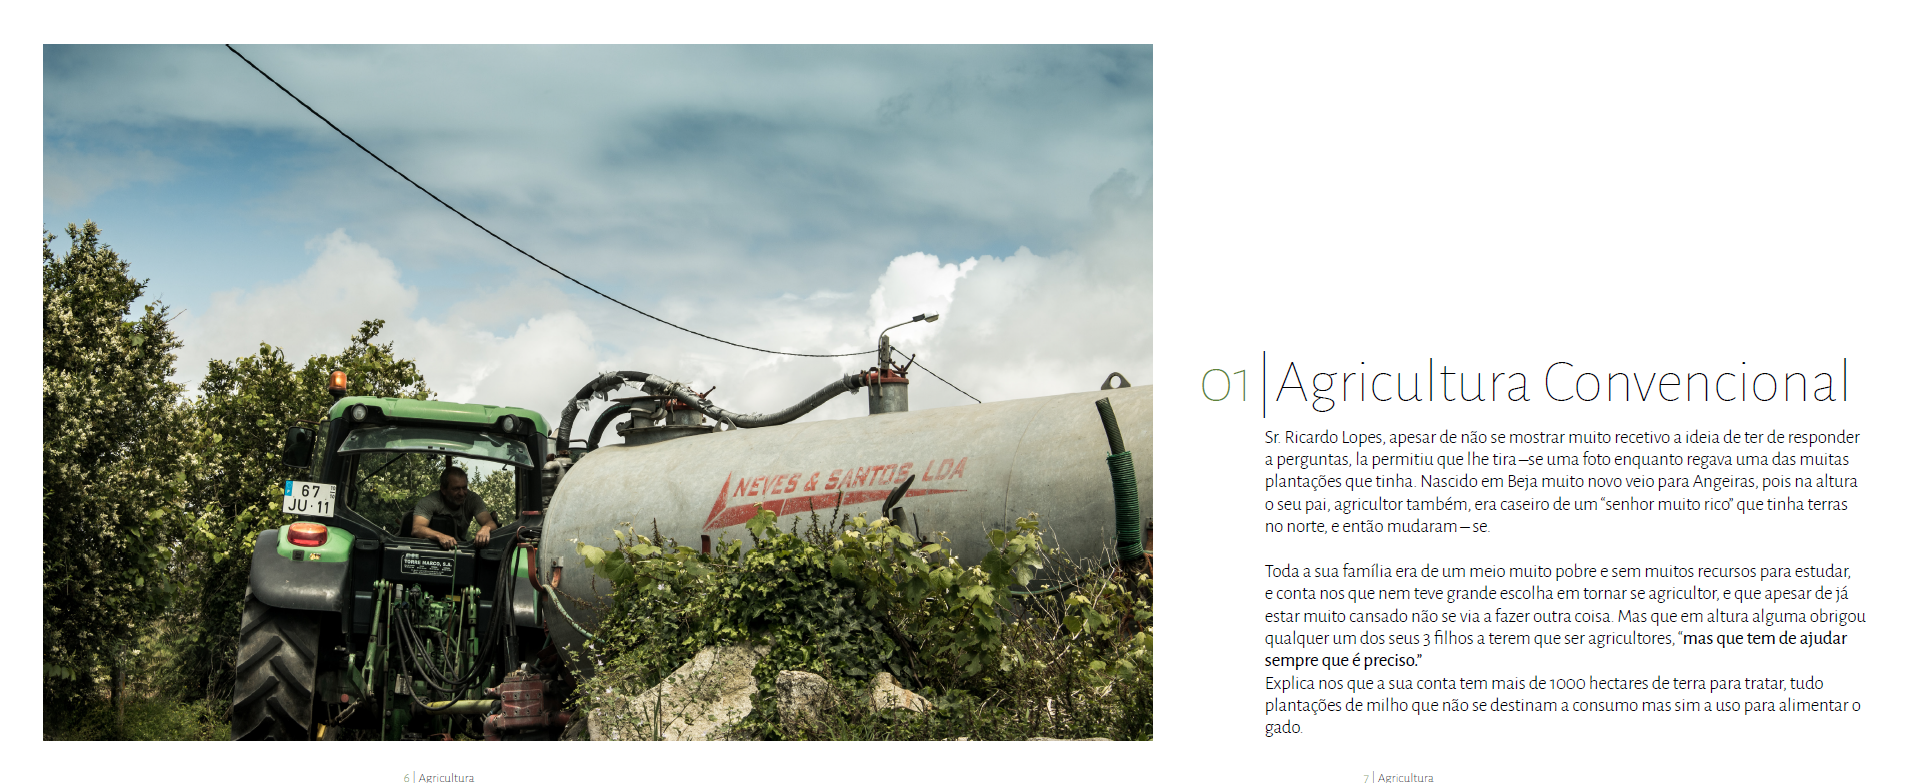 67
JU·11
TORRE MARCO, S.A.
NEVES & SANTOS, LDA
01 | Agricultura Convencional
Sr. Ricardo Lopes, apesar de não se mostrar muito recetivo a ideia de ter de responder
a perguntas, la permitiu que lhe tira –se uma foto enquanto regava uma das muitas
plantações que tinha. Nascido em Beja muito novo veio para Angeiras, pois na altura
o seu pai, agricultor também, era caseiro de um “senhor muito rico” que tinha terras
no norte, e então mudaram – se.
Toda a sua família era de um meio muito pobre e sem muitos recursos para estudar,
e conta nos que nem teve grande escolha em tornar se agricultor, e que apesar de já
estar muito cansado não se via a fazer outra coisa. Mas que em altura alguma obrigou
qualquer um dos seus 3 filhos a terem que ser agricultores, “mas que tem de ajudar
sempre que é preciso.”
Explica nos que a sua conta tem mais de 1000 hectares de terra para tratar, tudo
plantações de milho que não se destinam a consumo mas sim a uso para alimentar o
gado.
6 | Agricultura
7 | Agricultura